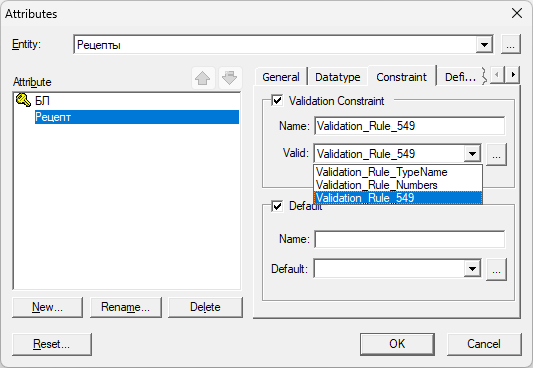 Attributes
Entity:
Рецепты
...
Attribute
БЛ
Рецепт
New...
Rename...
Delete
General
Datatype
Constraint
Defi...
Validation Constraint
Name:
Validation_Rule_549
Valid:
Validation_Rule_549
...
Validation_Rule_TypeName
Validation_Rule_Numbers
Validation_Rule_549
Default
Name:
Default:
...
Reset...
OK
Cancel